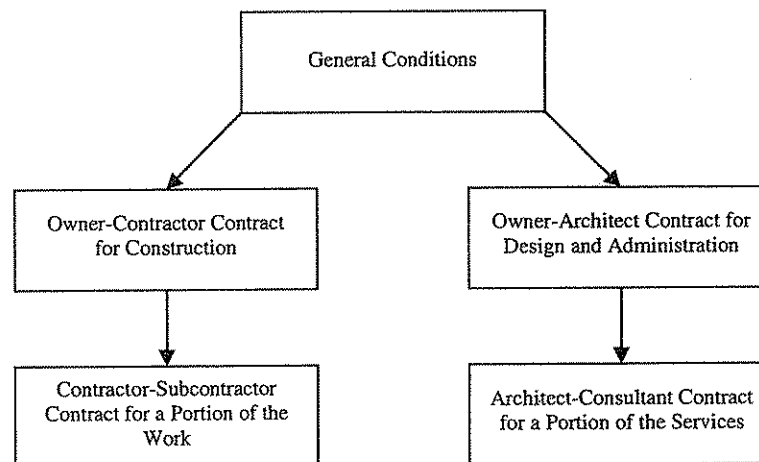 General Conditions
Owner-Contractor Contract
for Construction
Owner-Architect Contract for
Design and Administration
Contractor-Subcontractor
Contract for a Portion of the
Work
Architect-Consultant Contract
for a Portion of the Services